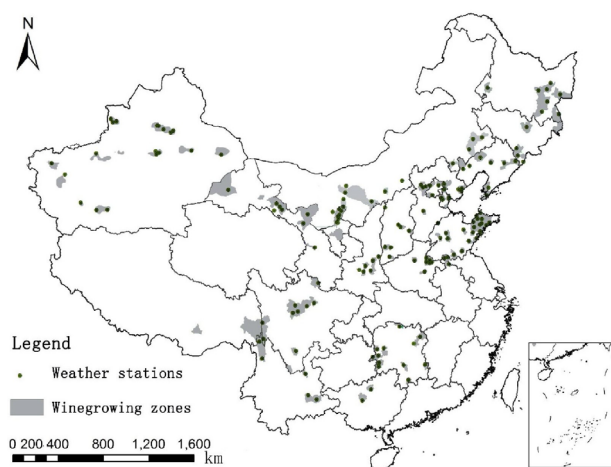 N
Legend
Weather stations
Winegrowing zones
0 200 400 800 1,200 1,600
km